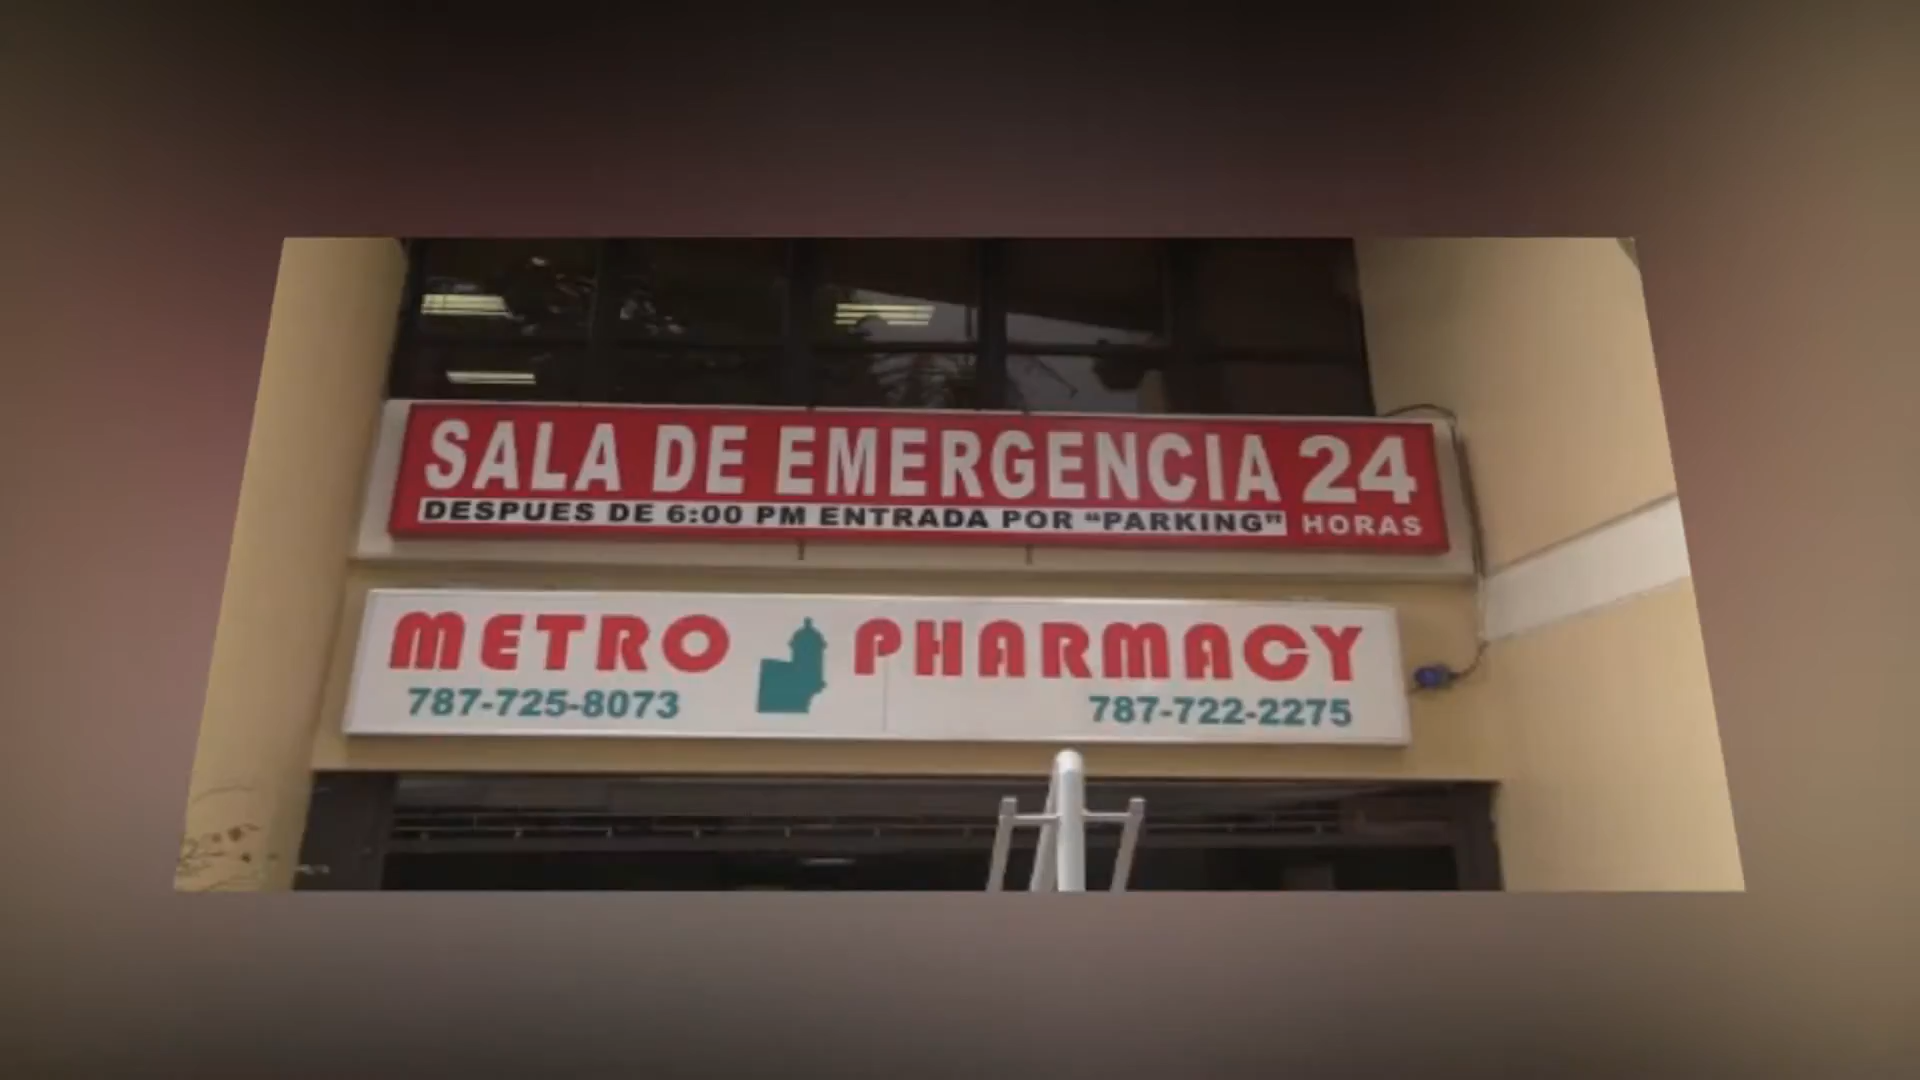 SALA DE EMERGENCIA 24
DESPUES DE 6:00 PM ENTRADA POR "PARKING" HORAS
METRO PHARMACY
787-725-8073 787-722-2275